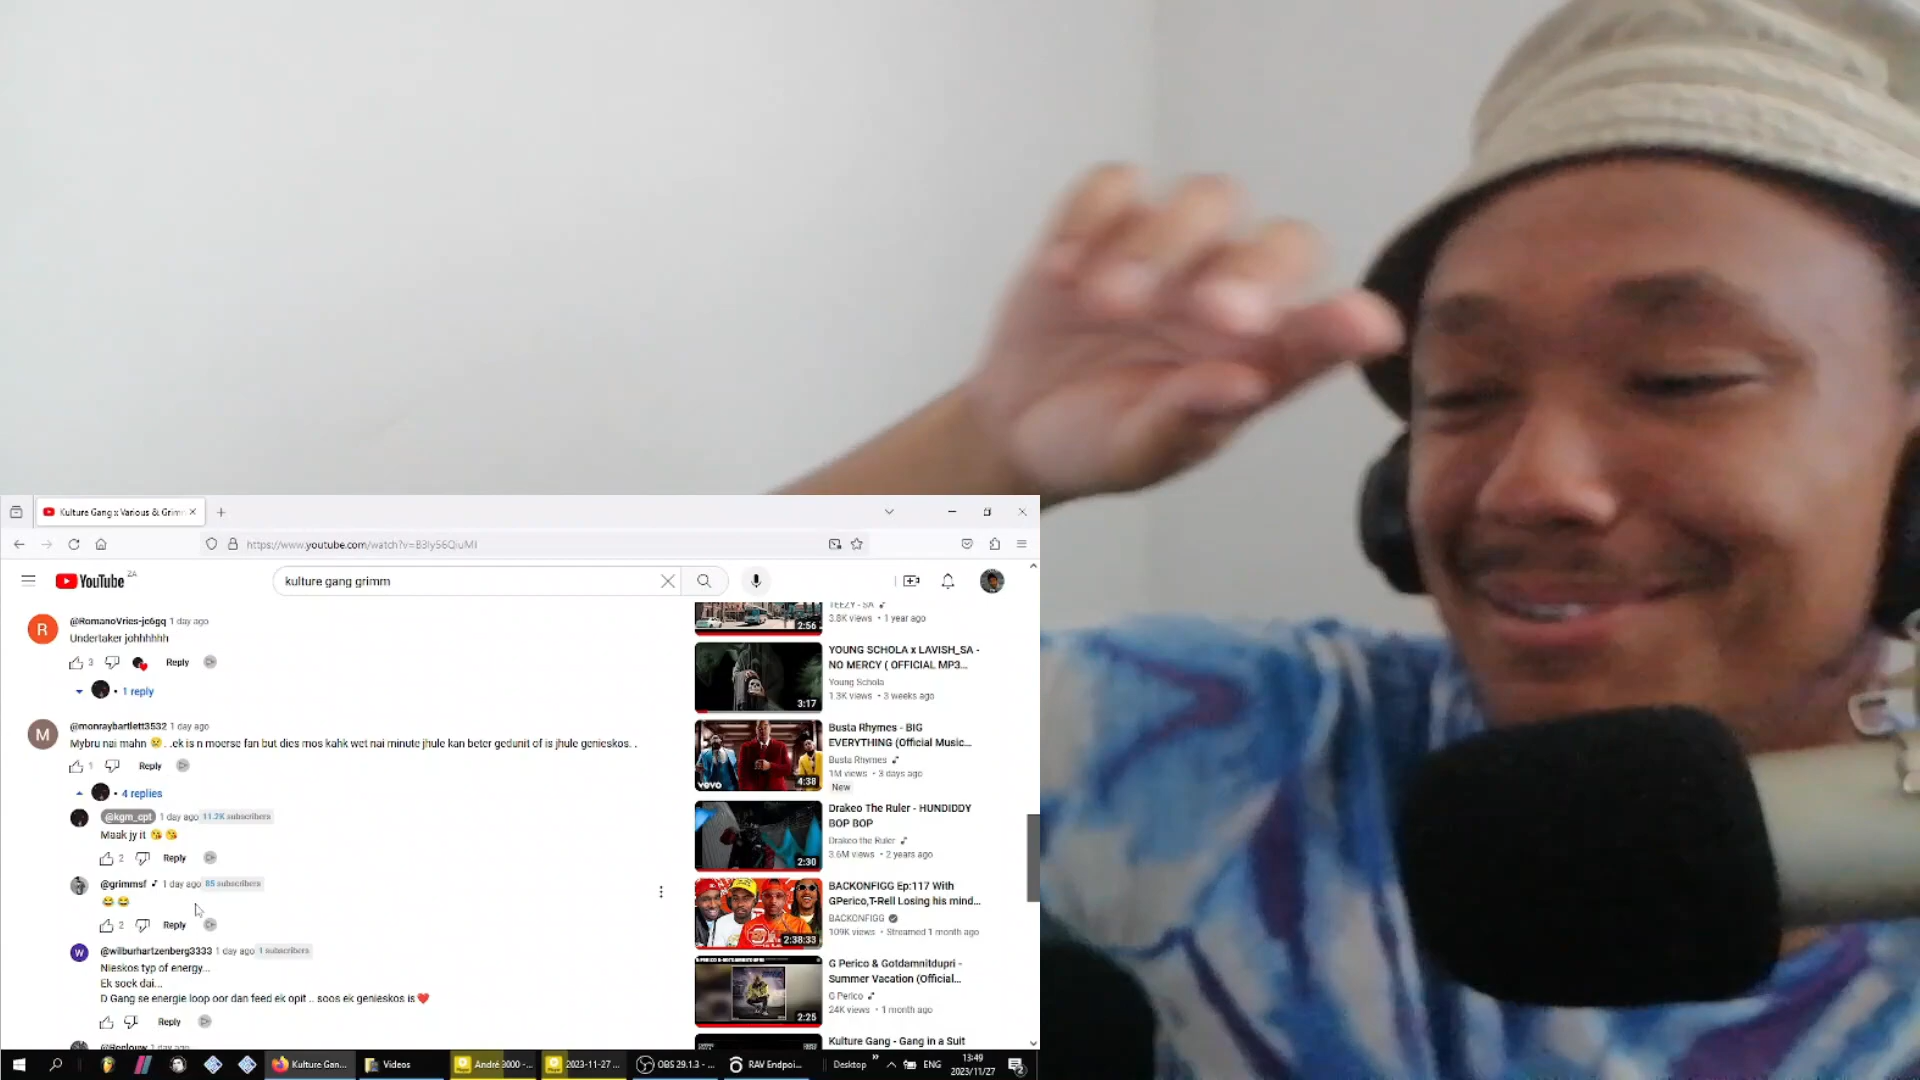 Kulture Gang x Various & Grim
https://www.youtube.com/watch?v=B3ly56QiuMI
YouTube ZA
kulture gang grimm
R
@RomanoVries-jc6gq 1 day ago
Undertaker johhhhhh
3 Reply
1 reply
M
@monraybartlett3532 1 day ago
Mybru nai mahn 😢. .ek is n moerse fan but dies mos kahk wet nai minute jhule kan beter gedunit of is jhule genieskos. .
1 Reply
4 replies
@kgm_cpt 1 day ago 11.2K subscribers
Maak jy it 😘 😘
2 Reply
@grimmsf 1 day ago 85 subscribers
😂 😂
2 Reply
W
@wilburhartzenberg3333 1 day ago 1 subscribers
Nieskos typ of energy...
Ek soek dai...
D Gang se energie loop oor dan feed ek opit .. soos ek genieskos is❤️
Reply
TEEZY - SA
3.8K views • 1 year ago
2:56
YOUNG SCHOLA x LAVISH_SA -
NO MERCY ( OFFICIAL MP3...
Young Schola
1.3K views • 3 weeks ago
3:17
Busta Rhymes - BIG
EVERYTHING (Official Music...
Busta Rhymes
1M views • 3 days ago
New
vevo
4:38
Drakeo The Ruler - HUNDIDDY
BOP BOP
Drakeo the Ruler
3.6M views • 2 years ago
2:30
BACKONFIGG Ep:117 With
GPerico,T-Rell Losing his mind...
BACKONFIGG
109K views • Streamed 1 month ago
2:38:33
G Perico & Gotdamnitdupri -
Summer Vacation (Official...
G Perico
24K views • 1 month ago
2:25
Kulture Gang - Gang in a Suit
Kulture Gan...
Videos
André 3000 -...
2023-11-27 ...
OBS 29.1.3 - ...
RAV Endpoi...
Desktop
ENG
13:49
2023/11/27
2